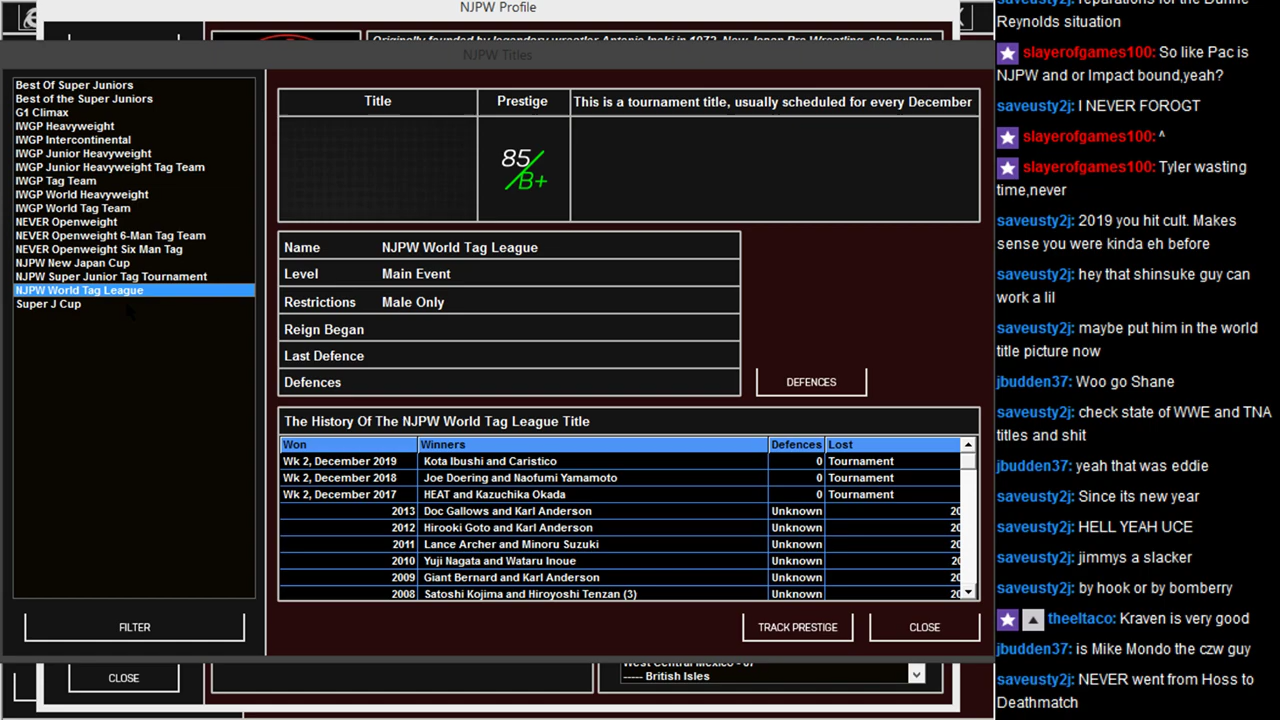 NJPW Profile
Originally founded by legendary wrestler Antonio Inoki in 1972, New Japan Pro Wrestling, also known
NJPW Titles
Best Of Super Juniors
Best of the Super Juniors
G1 Climax
IWGP Heavyweight
IWGP Intercontinental
IWGP Junior Heavyweight
IWGP Junior Heavyweight Tag Team
IWGP Tag Team
IWGP World Heavyweight
IWGP World Tag Team
NEVER Openweight
NEVER Openweight 6-Man Tag Team
NEVER Openweight Six Man Tag
NJPW New Japan Cup
NJPW Super Junior Tag Tournament
NJPW World Tag League
Super J Cup
FILTER
CLOSE
Title
Prestige
This is a tournament title, usually scheduled for every December
85/B+
Name NJPW World Tag League
Level Main Event
Restrictions Male Only
Reign Began
Last Defence
Defences
DEFENCES
The History Of The NJPW World Tag League Title
Won Winners Defences Lost
Wk 2, December 2019 Kota Ibushi and Caristico 0 Tournament
Wk 2, December 2018 Joe Doering and Naofumi Yamamoto 0 Tournament
Wk 2, December 2017 HEAT and Kazuchika Okada 0 Tournament
2013 Doc Gallows and Karl Anderson Unknown 20
2012 Hirooki Goto and Karl Anderson Unknown 20
2011 Lance Archer and Minoru Suzuki Unknown 20
2010 Yuji Nagata and Wataru Inoue Unknown 20
2009 Giant Bernard and Karl Anderson Unknown 20
2008 Satoshi Kojima and Hiroyoshi Tenzan (3) Unknown 20
TRACK PRESTIGE
CLOSE
West Central Mexico - 67
----- British Isles
saveusty2j: reparations for the Dunne
Reynolds situation
slayerofgames100: So like Pac is
NJPW and or Impact bound,yeah?
saveusty2j: I NEVER FOROGT
slayerofgames100: ^
slayerofgames100: Tyler wasting
time,never
saveusty2j: 2019 you hit cult. Makes
sense you were kinda eh before
saveusty2j: hey that shinsuke guy can
work a lil
saveusty2j: maybe put him in the world
title picture now
jbudden37: Woo go Shane
saveusty2j: check state of WWE and TNA
titles and shit
jbudden37: yeah that was eddie
saveusty2j: Since its new year
saveusty2j: HELL YEAH UCE
saveusty2j: jimmys a slacker
saveusty2j: by hook or by bomberry
theeltaco: Kraven is very good
jbudden37: is Mike Mondo the czw guy
saveusty2j: NEVER went from Hoss to
Deathmatch